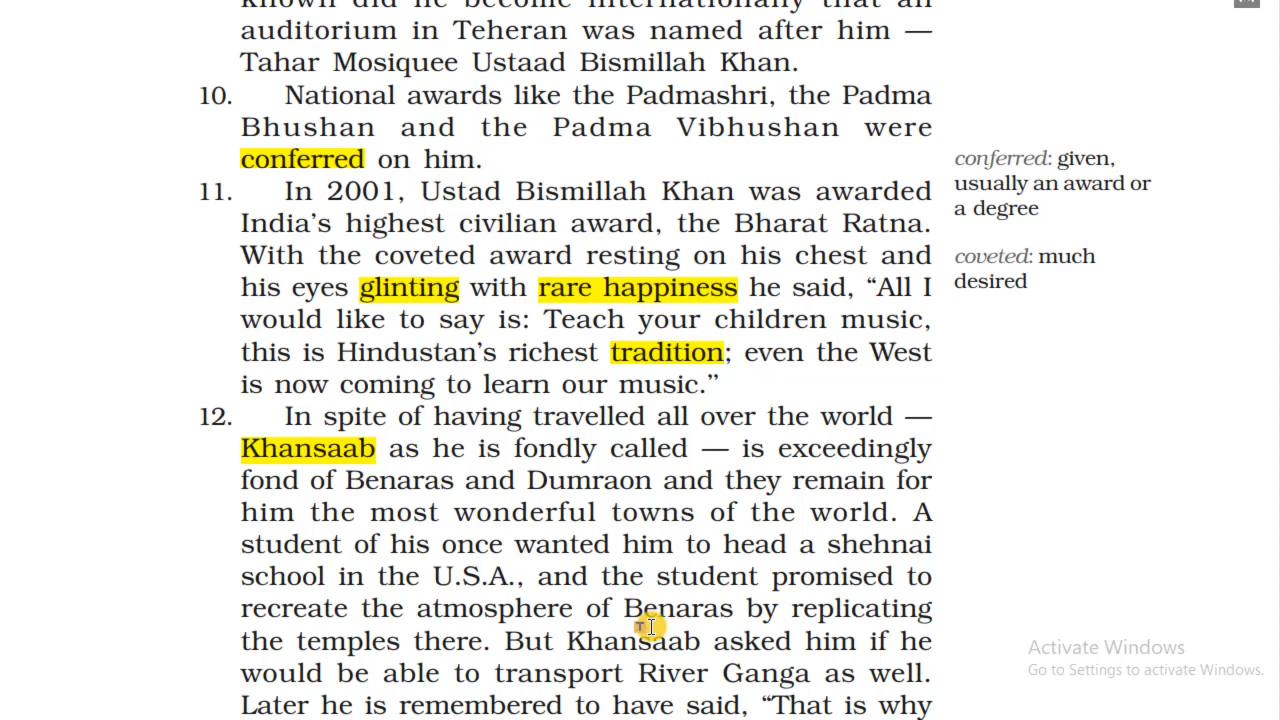 known did he become internationally that an
auditorium in Teheran was named after him —
Tahar Mosiquee Ustaad Bismillah Khan.
10. National awards like the Padmashri, the Padma
Bhushan and the Padma Vibhushan were
conferred on him.
conferred: given,
usually an award or
a degree
11. In 2001, Ustad Bismillah Khan was awarded
India's highest civilian award, the Bharat Ratna.
With the coveted award resting on his chest and
his eyes glinting with rare happiness he said, “All I
would like to say is: Teach your children music,
this is Hindustan's richest tradition; even the West
is now coming to learn our music.’’
coveted: much
desired
12. In spite of having travelled all over the world —
Khansaab as he is fondly called — is exceedingly
fond of Benaras and Dumraon and they remain for
him the most wonderful towns of the world. A
student of his once wanted him to head a shehnai
school in the U.S.A., and the student promised to
recreate the atmosphere of Benaras by replicating
the temples there. But Khansaab asked him if he
would be able to transport River Ganga as well.
Later he is remembered to have said, “That is why
Activate Windows
Go to Settings to activate Windows.